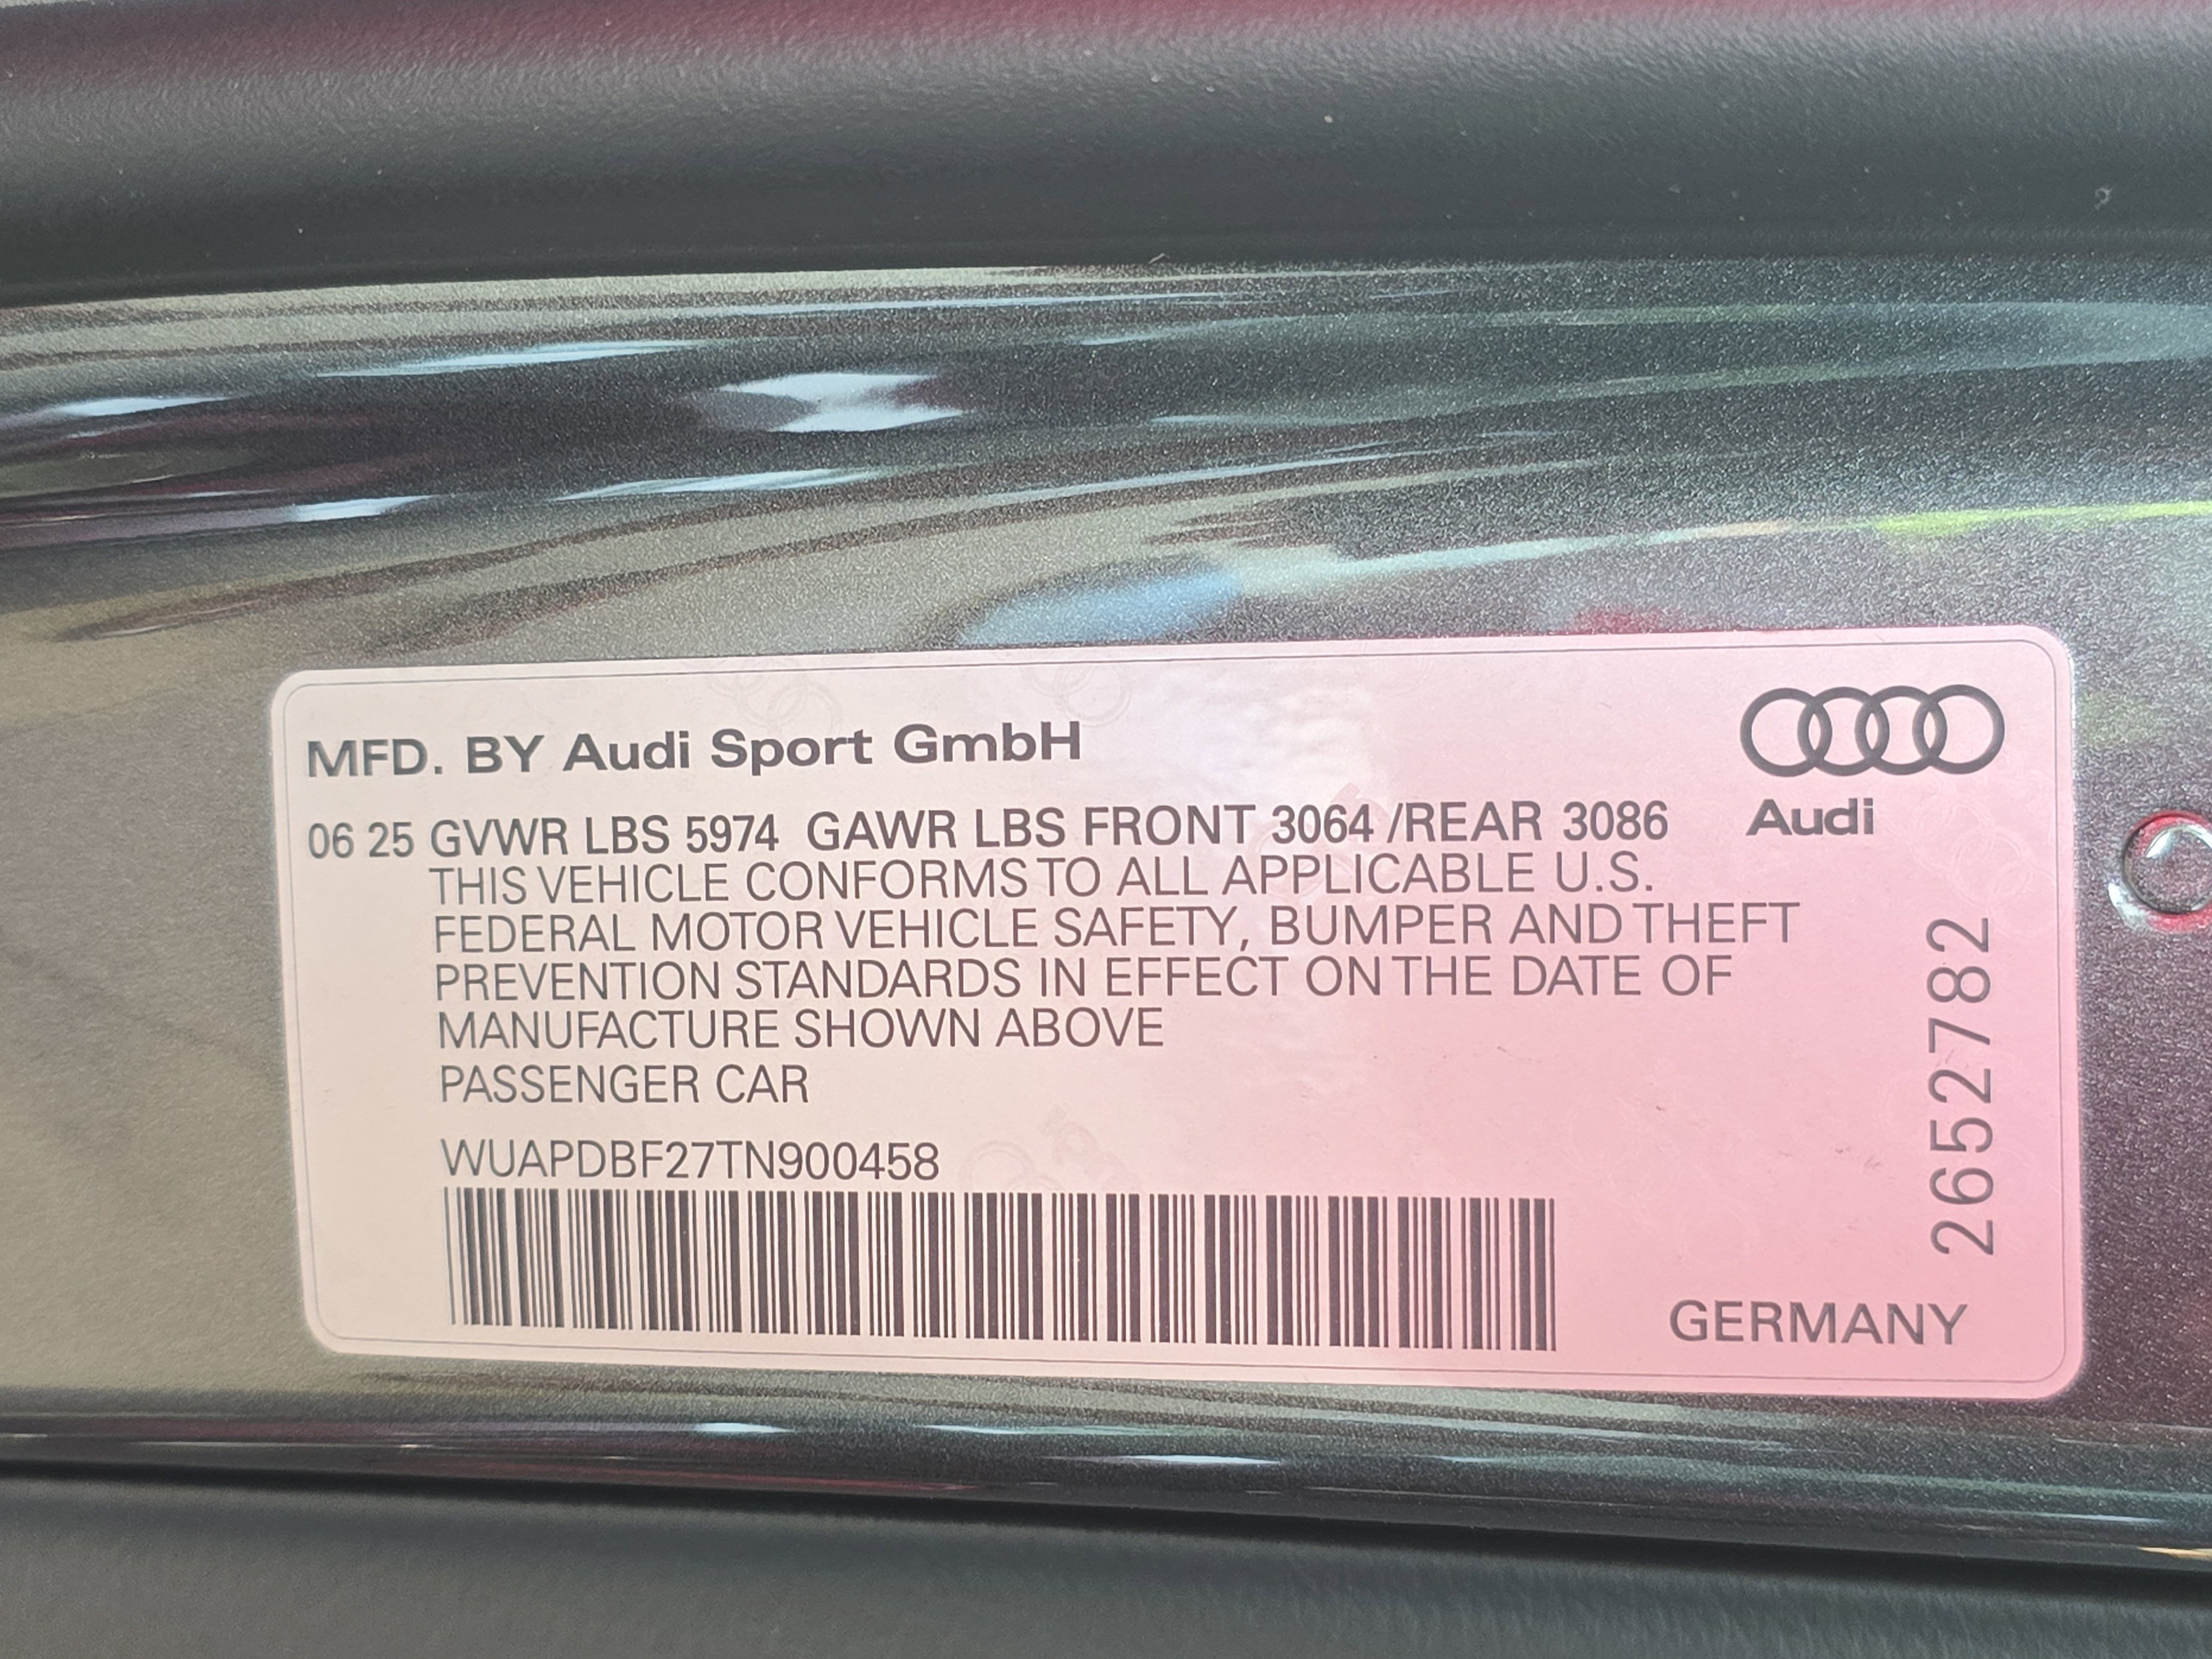 MFD. BY Audi Sport GmbH
06 25 GVWR LBS 5974 GAWR LBS FRONT 3064 /REAR 3086
THIS VEHICLE CONFORMS TO ALL APPLICABLE U.S.
FEDERAL MOTOR VEHICLE SAFETY, BUMPER AND THEFT
PREVENTION STANDARDS IN EFFECT ON THE DATE OF
MANUFACTURE SHOWN ABOVE
PASSENGER CAR
WUAPDBF27TN900458
Audi
2652782
GERMANY